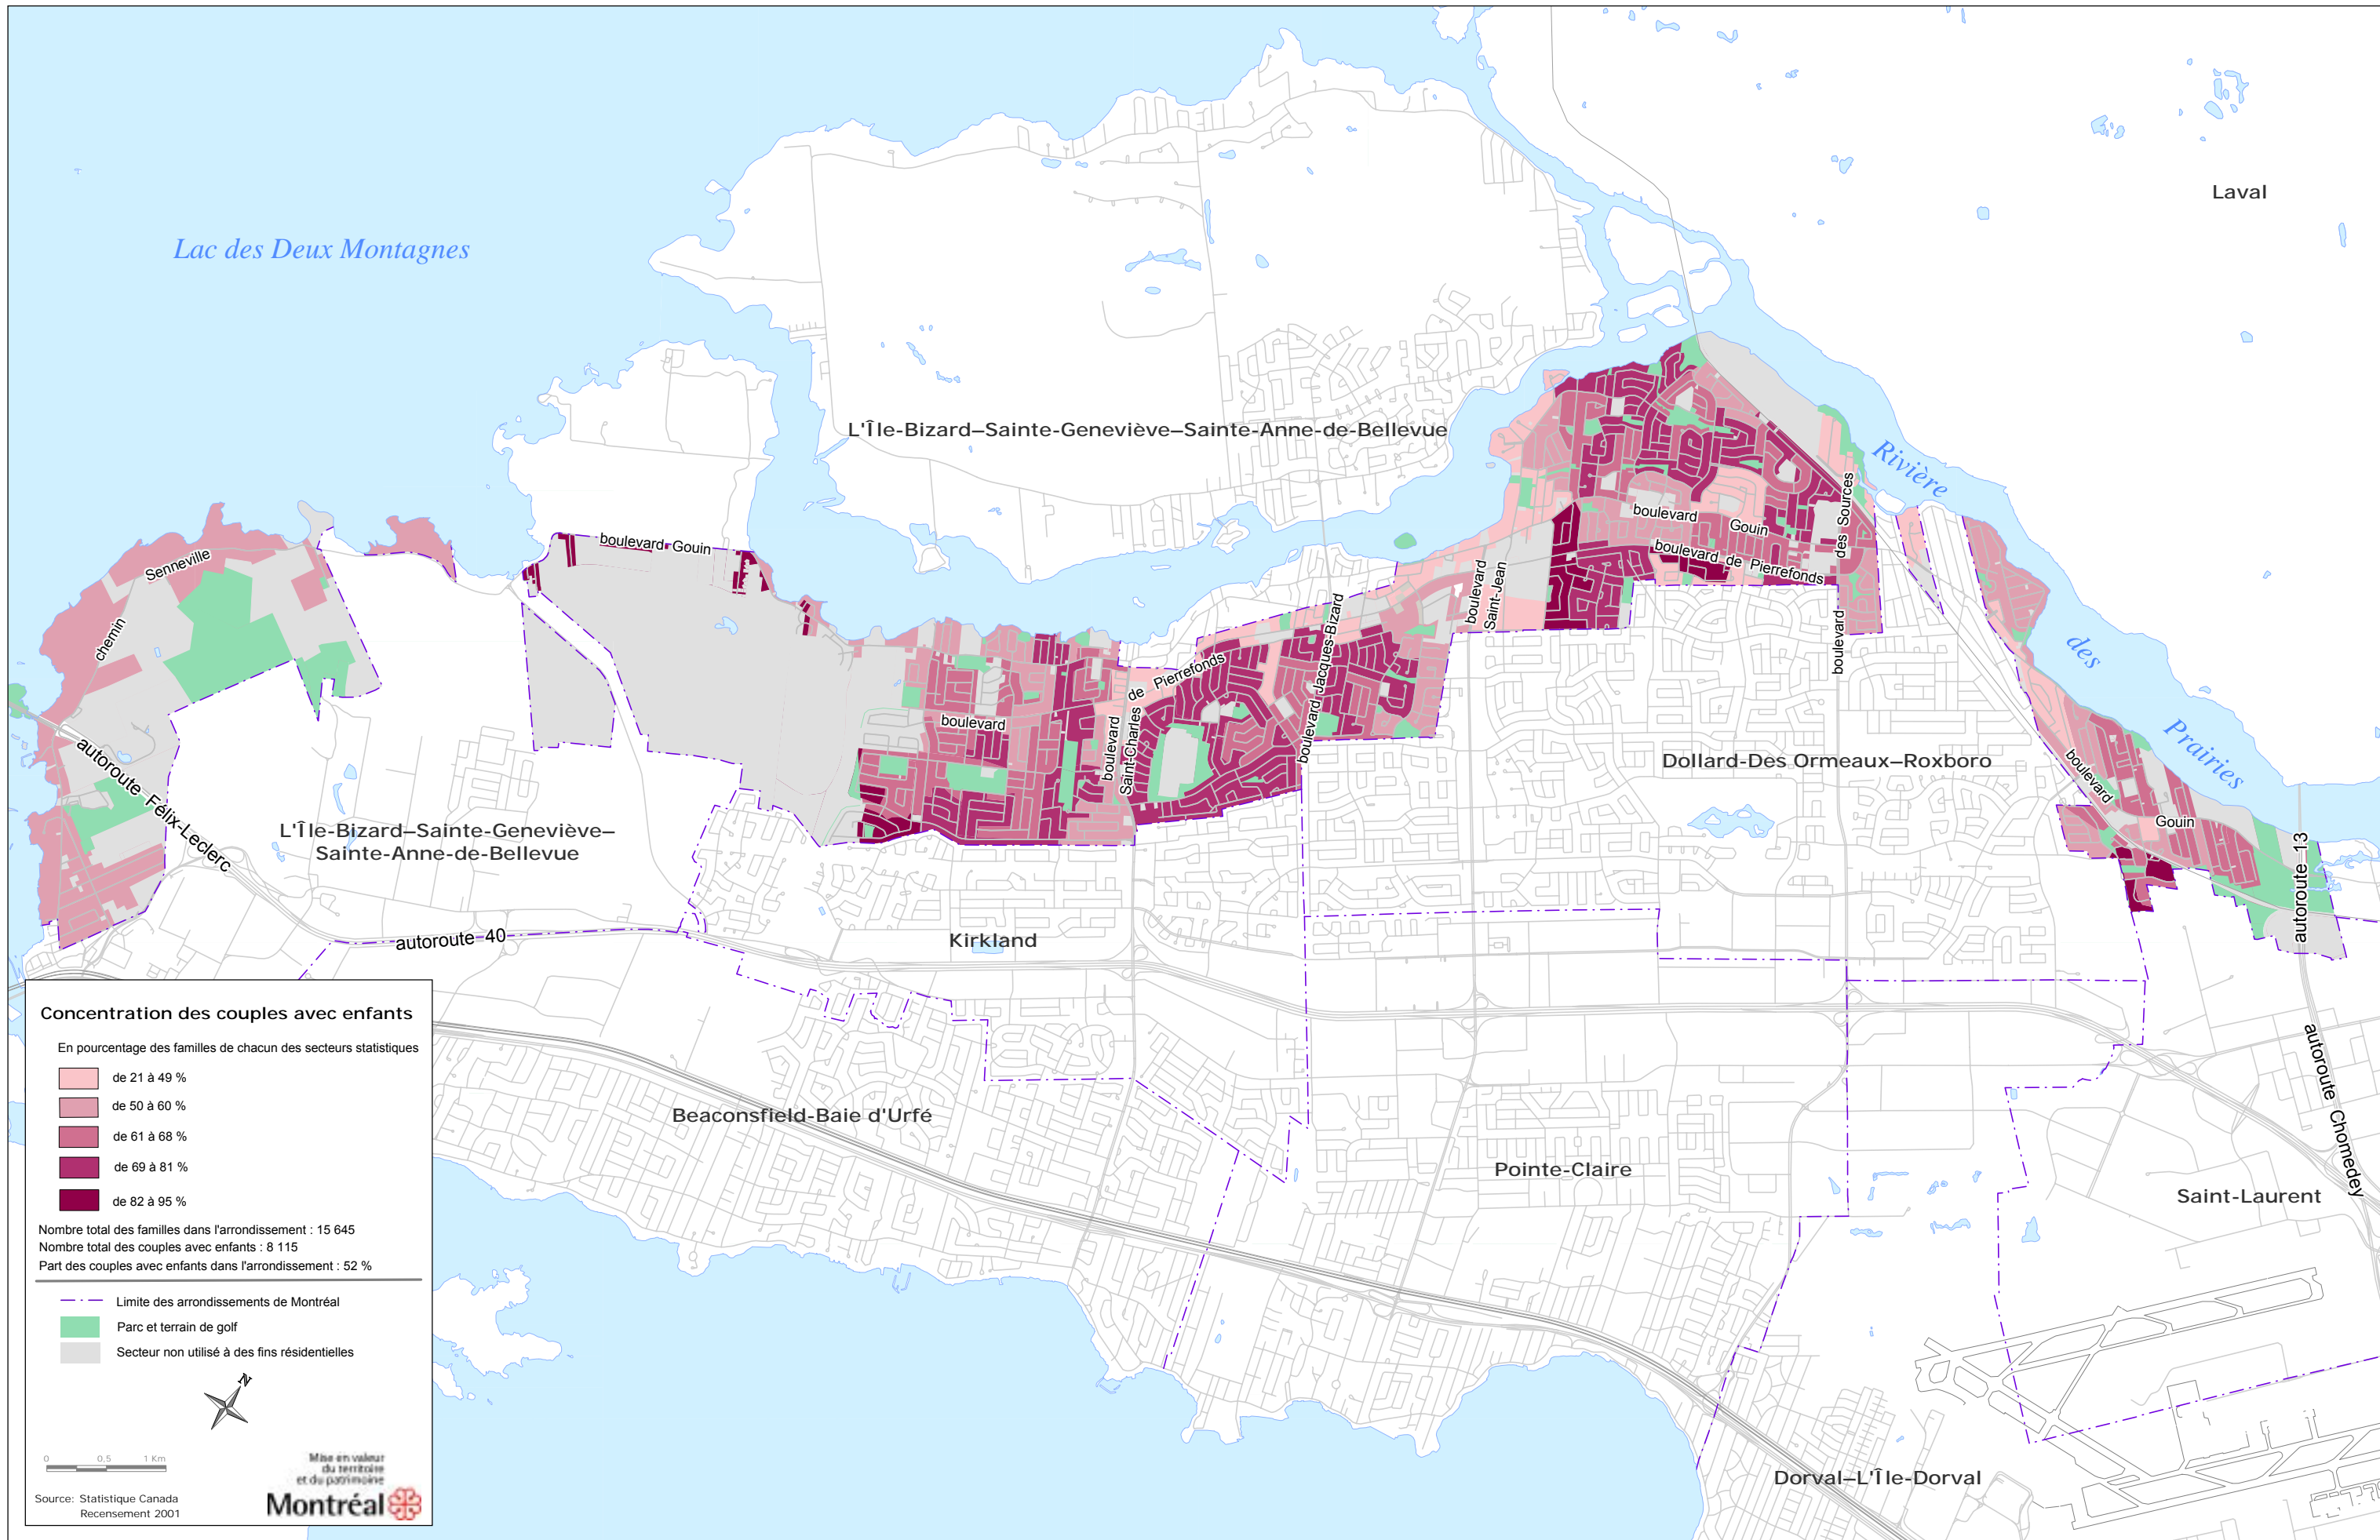 Laval
Lac des Deux Montagnes
L'Île-Bizard–Sainte-Geneviève–Sainte-Anne-de-Bellevue
Rivière
des
Prairies
boulevard Gouin
Senneville
chemin
boulevard
Gouin
des Sources
boulevard
boulevard de Pierrefonds
boulevard
Saint-Jean
boulevard Jacques-Bizard
de Pierrefonds
boulevard
boulevard
Saint-Charles
autoroute Félix-Leclerc
Dollard-Des Ormeaux–Roxboro
boulevard
Gouin
autoroute 13
L'Île-Bizard–Sainte-Geneviève–
Sainte-Anne-de-Bellevue
autoroute 40
Kirkland
autoroute Chomedey
Beaconsfield-Baie d'Urfé
Pointe-Claire
Saint-Laurent
Dorval–L'Île-Dorval
Concentration des couples avec enfants
En pourcentage des familles de chacun des secteurs statistiques
de 21 à 49 %
de 50 à 60 %
de 61 à 68 %
de 69 à 81 %
de 82 à 95 %
Nombre total des familles dans l'arrondissement : 15 645
Nombre total des couples avec enfants : 8 115
Part des couples avec enfants dans l'arrondissement : 52 %
Limite des arrondissements de Montréal
Parc et terrain de golf
Secteur non utilisé à des fins résidentielles
N
0 0,5 1 Km
Mise en valeur
du territoire
et du patrimoine
Montréal
Source: Statistique Canada
Recensement 2001